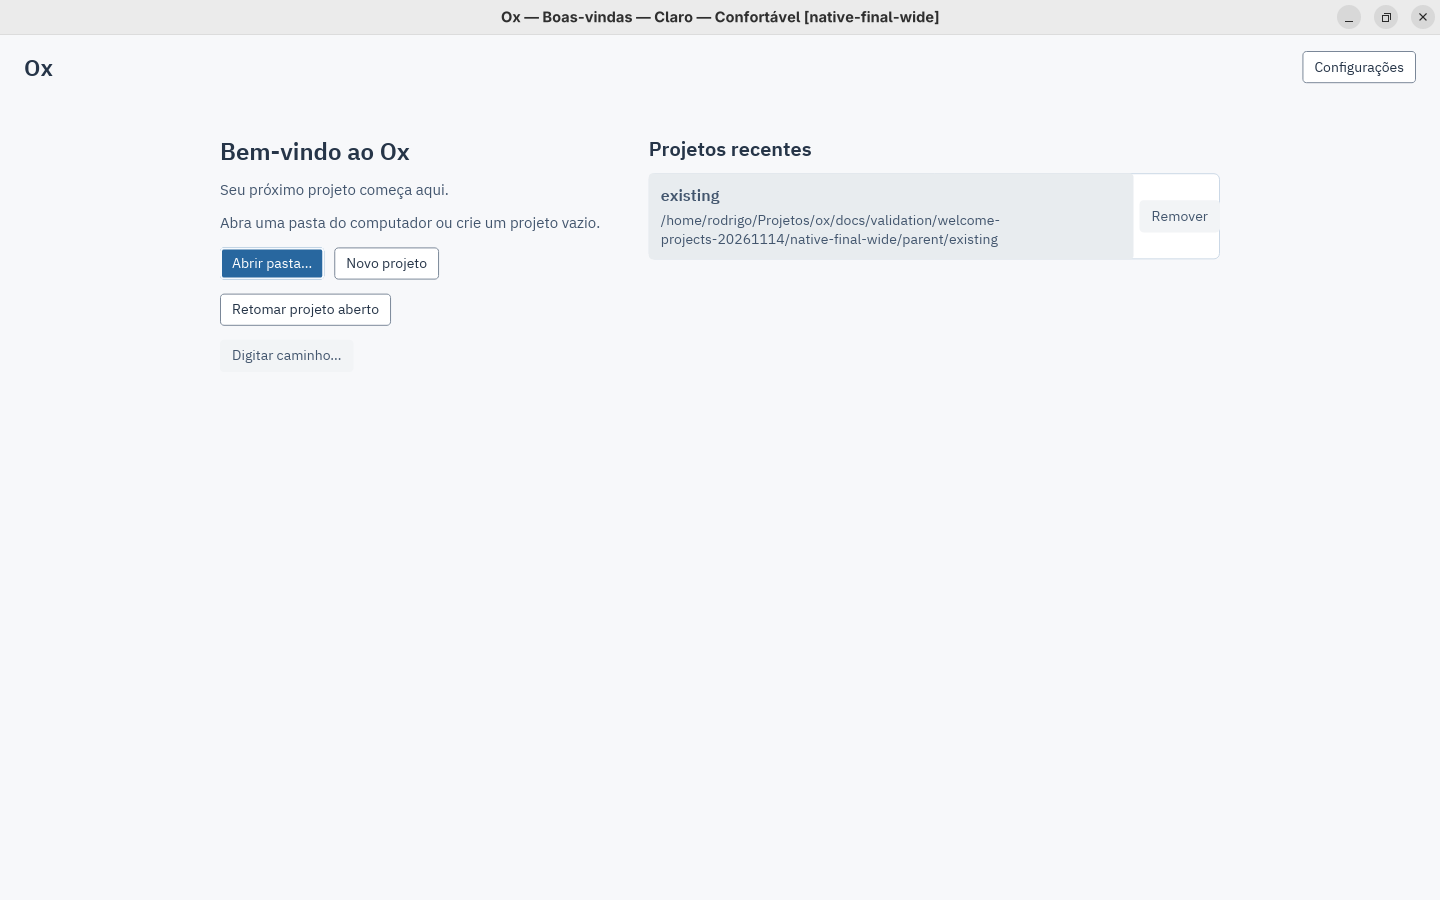 Ox — Boas-vindas — Claro — Confortável [native-final-wide]
Ox
Configurações
Bem-vindo ao Ox
Seu próximo projeto começa aqui.
Abra uma pasta do computador ou crie um projeto vazio.
Abrir pasta...
Novo projeto
Retomar projeto aberto
Digitar caminho...
Projetos recentes
existing
/home/rodrigo/Projetos/ox/docs/validation/welcome-
projects-20261114/native-final-wide/parent/existing
Remover